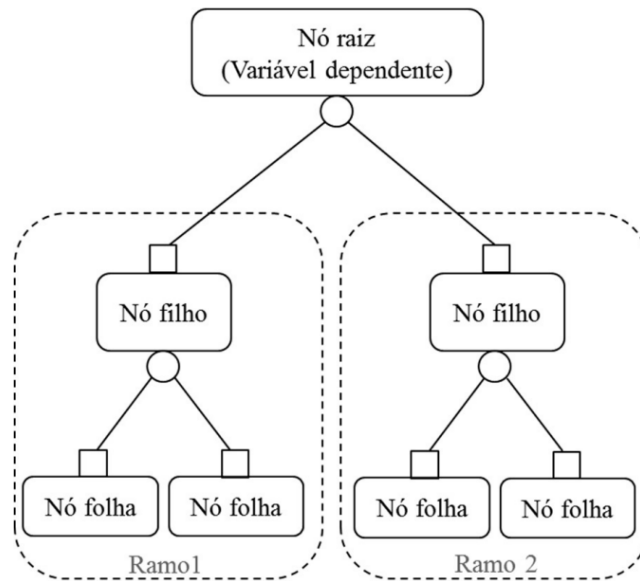 Nó raiz
(Variável dependente)
Nó filho
Nó filho
Nó folha
Nó folha
Nó folha
Nó folha
Ramo1
Ramo 2